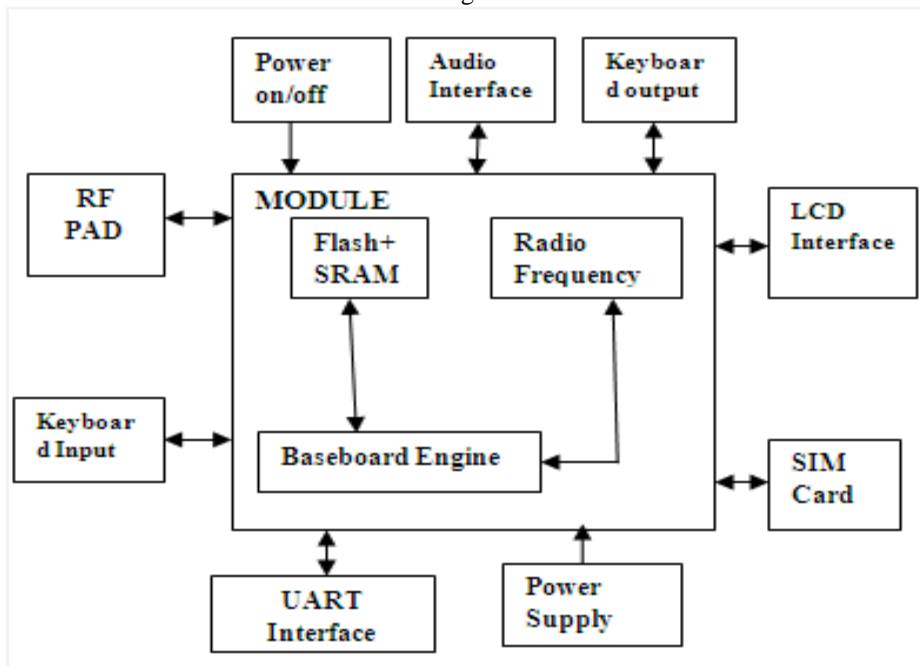 Power
on/off
Audio
Interface
Keyboar
d output
RF
PAD
MODULE
LCD
Interface
Flash+
SRAM
Radio
Frequency
Keyboar
d Input
Baseboard Engine
SIM
Card
UART
Interface
Power
Supply